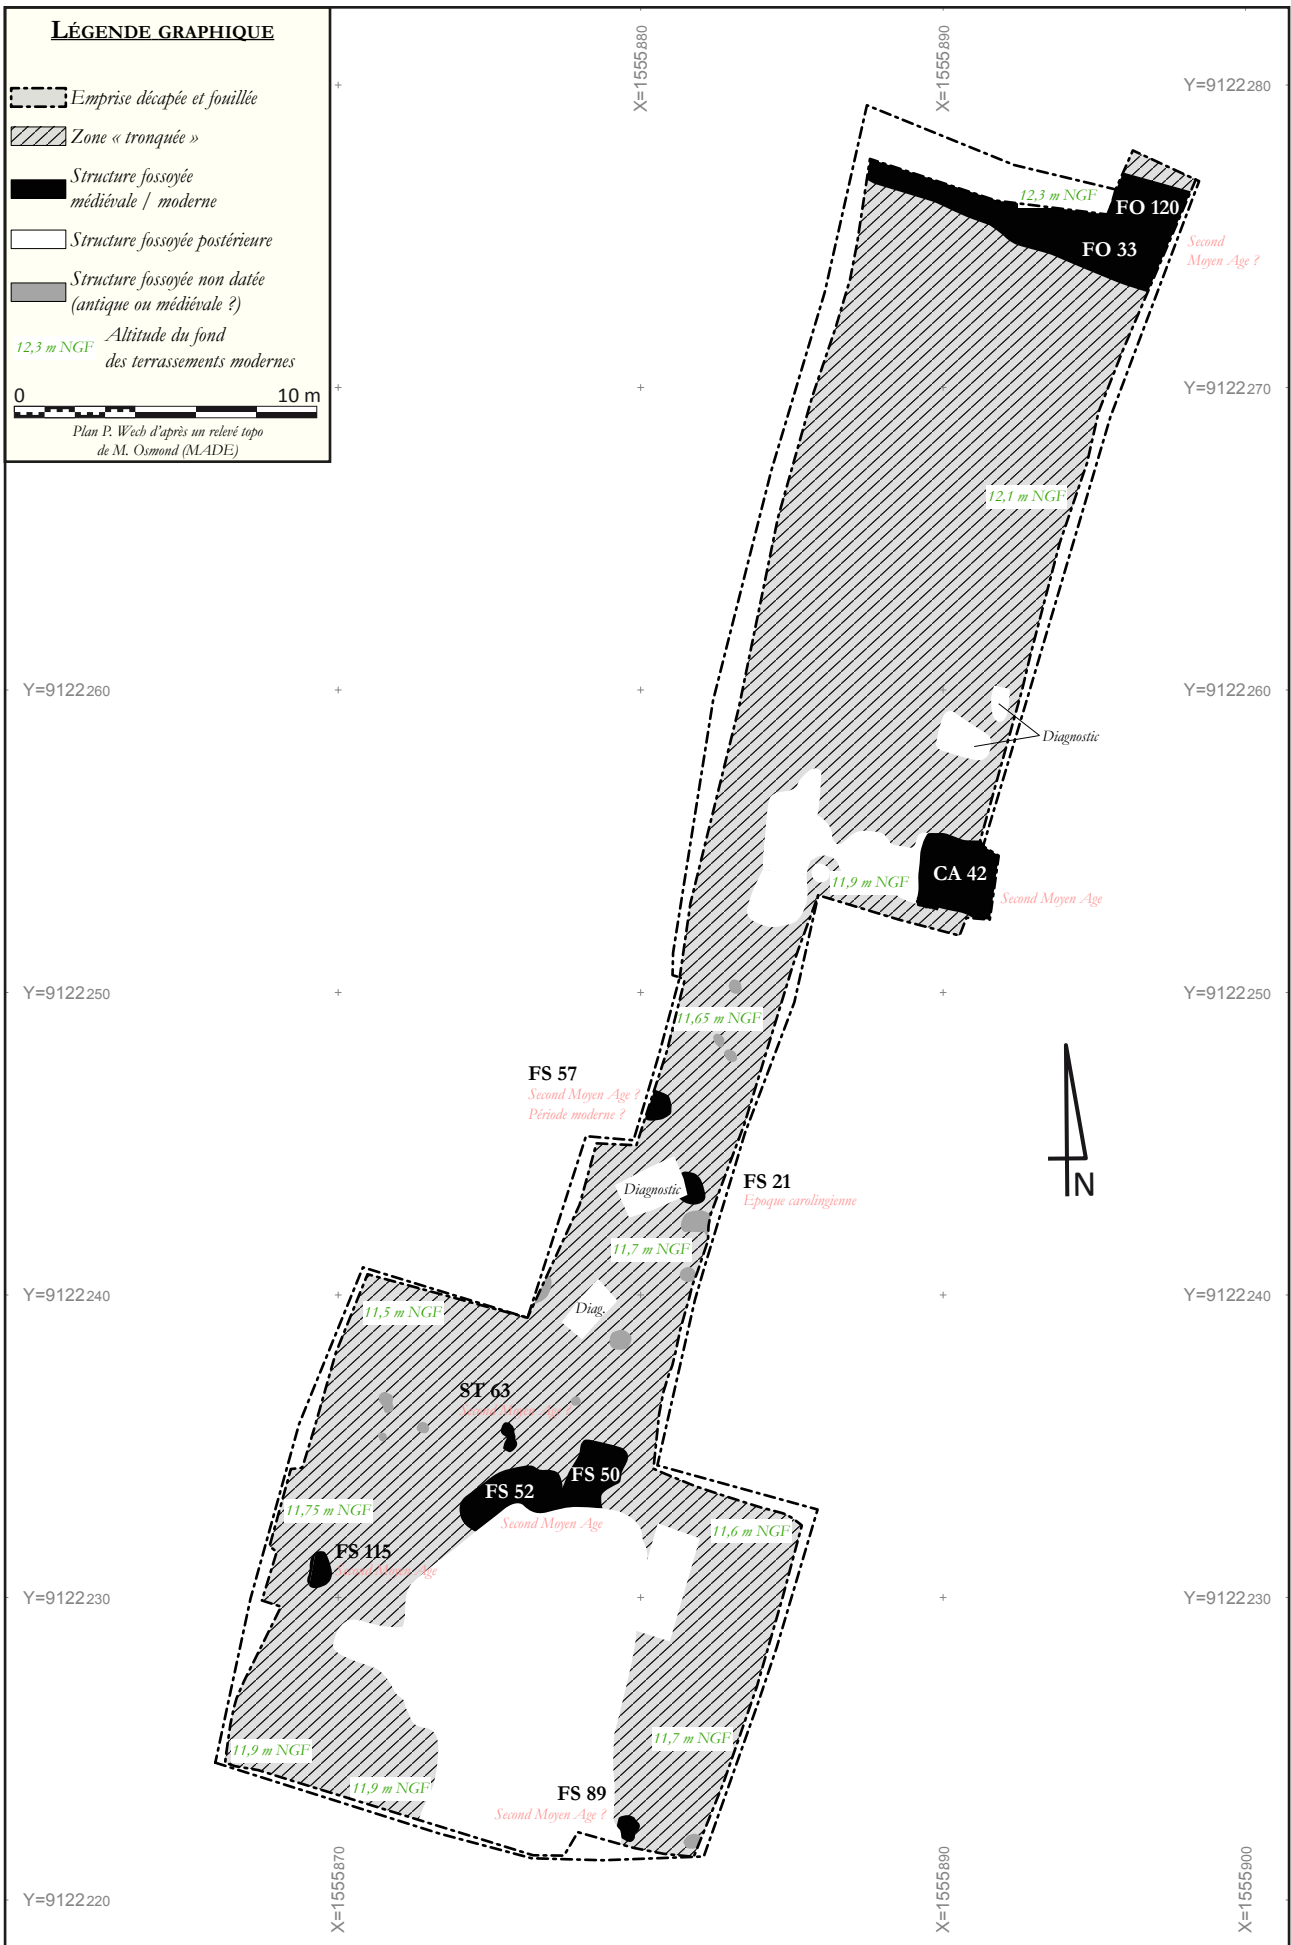 LÉGENDE GRAPHIQUE
Emprise décapée et fouillée
Zone « tronquée »
Structure fossoyée
médiévale / moderne
Structure fossoyée postérieure
Structure fossoyée non datée
(antique ou médiévale ?)
12,3 m NGF
Altitude du fond
des terrassements modernes
0 10 m
Plan P. Wech d'après un relevé topo
de M. Osmond (MADE)
X=1555880
X=1555890
Y=9122280
12,3 m NGF
FO 120
FO 33
Second
Moyen Age ?
Y=9122270
12,1 m NGF
Y=9122260
Y=9122260
Diagnostic
CA 42
11,9 m NGF
Second Moyen Age
Y=9122250
Y=9122250
11,65 m NGF
FS 57
Second Moyen Age ?
Période moderne ?
Diagnostic
FS 21
Epoque carolingienne
N
11,7 m NGF
Y=9122240
Y=9122240
11,5 m NGF
Diag.
ST 63
Second Moyen Age ?
FS 50
FS 52
Second Moyen Age
11,75 m NGF
11,6 m NGF
FS 115
Second Moyen Age
Y=9122230
Y=9122230
11,7 m NGF
11,9 m NGF
11,9 m NGF
FS 89
Second Moyen Age ?
Y=9122220
X=1555870
X=1555890
X=1555900